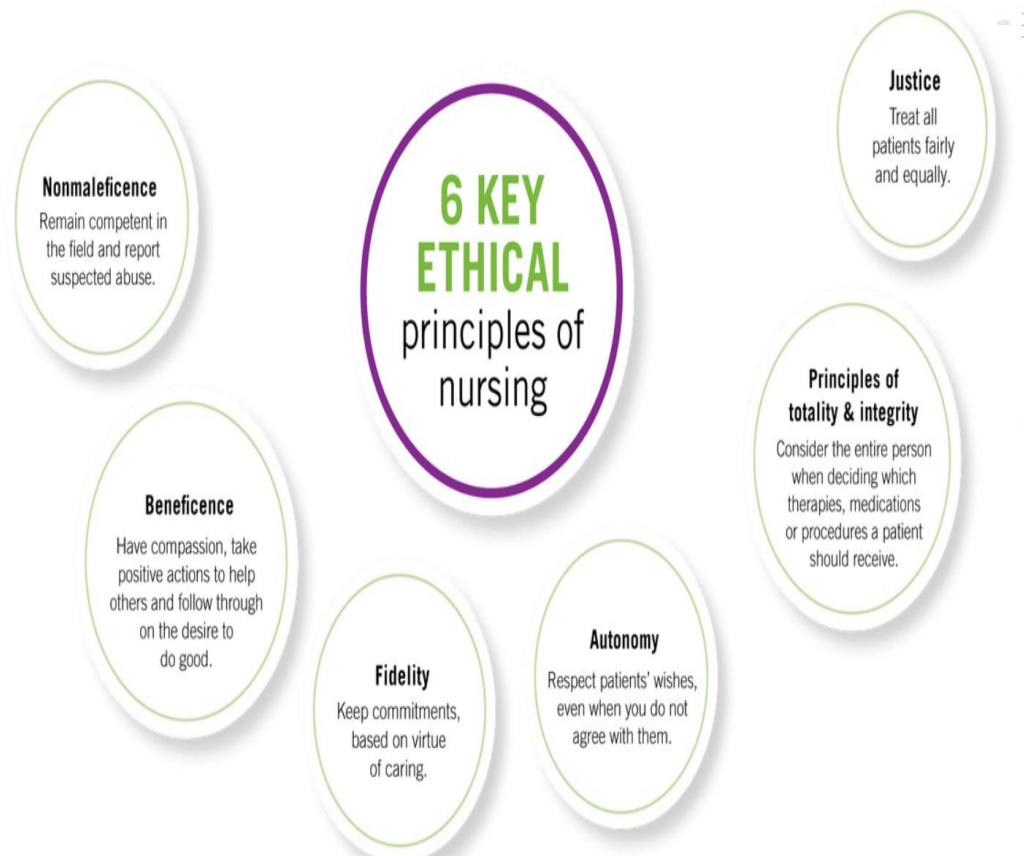 6 KEY
ETHICAL
principles of
nursing
Nonmaleficence
Remain competent in
the field and report
suspected abuse.
Beneficence
Have compassion, take
positive actions to help
others and follow through
on the desire to
do good.
Fidelity
Keep commitments,
based on virtue
of caring.
Autonomy
Respect patients’ wishes,
even when you do not
agree with them.
Principles of
totality & integrity
Consider the entire person
when deciding which
therapies, medications
or procedures a patient
should receive.
Justice
Treat all
patients fairly
and equally.